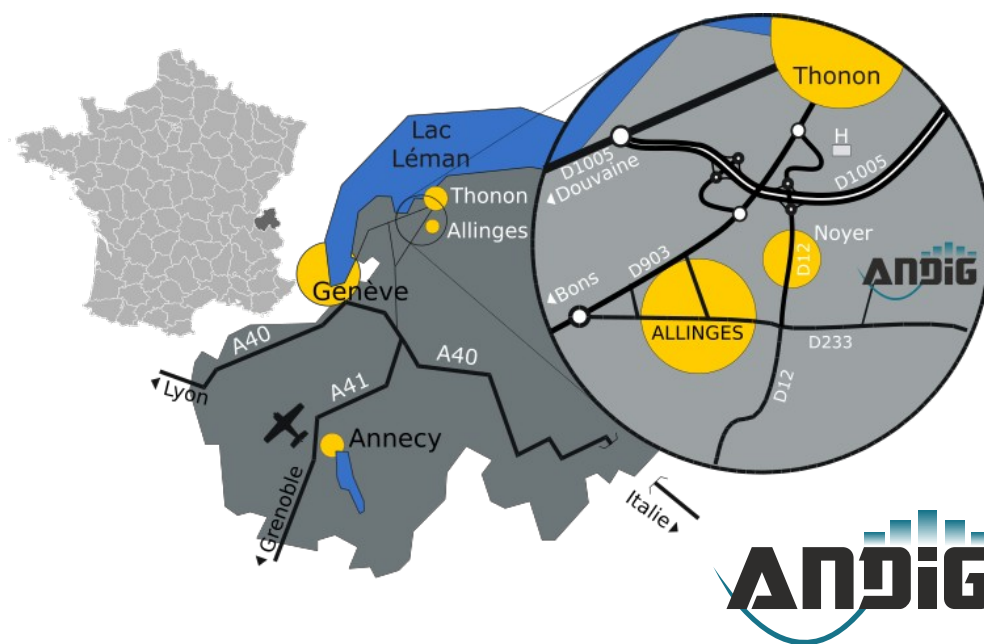 Lac
Léman
Thonon
Allinges
Genève
A40
A40
A41
Lyon
Annecy
Grenoble
Italie
Thonon
H
D1005
Douvaine
D1005
Noyer
D12
ANDiG
D903
Bons
ALLINGES
D233
D12
ANDiG